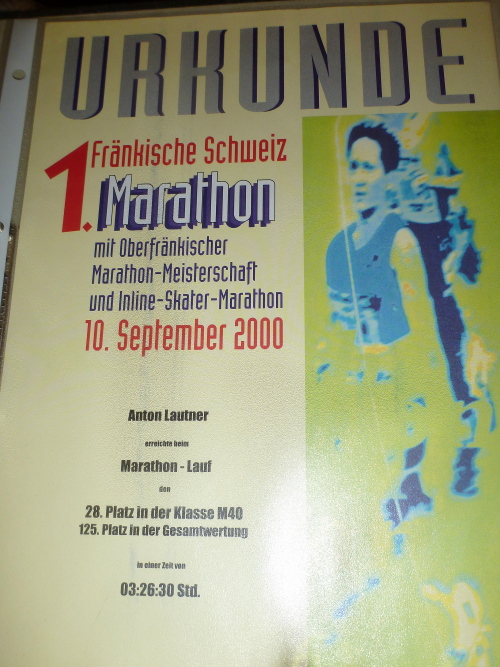 URKUNDE
1. Fränkische Schweiz
Marathon
mit Oberfränkischer
Marathon-Meisterschaft
und Inline-Skater-Marathon
10. September 2000
Anton Lautner
erreichte beim
Marathon - Lauf
den
28. Platz in der Klasse M40
125. Platz in der Gesamtwertung
in einer Zeit von
03:26:30 Std.